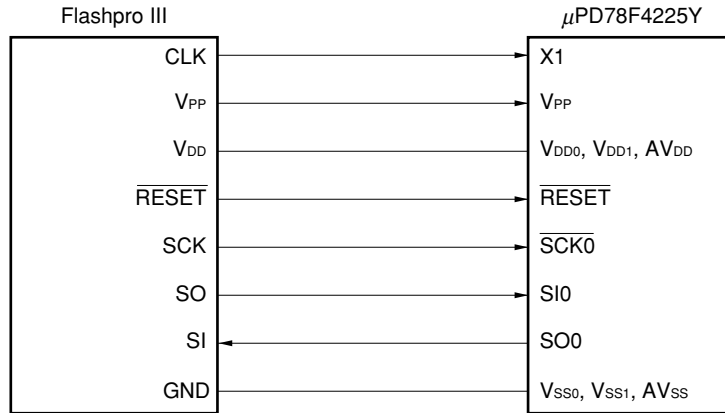 Flashpro III μPD78F4225Y
CLK X1
VPP VPP
VDD VDD0, VDD1, AVDD
RESET RESET
SCK SCK0
SO SI0
SI SO0
GND VSS0, VSS1, AVSS